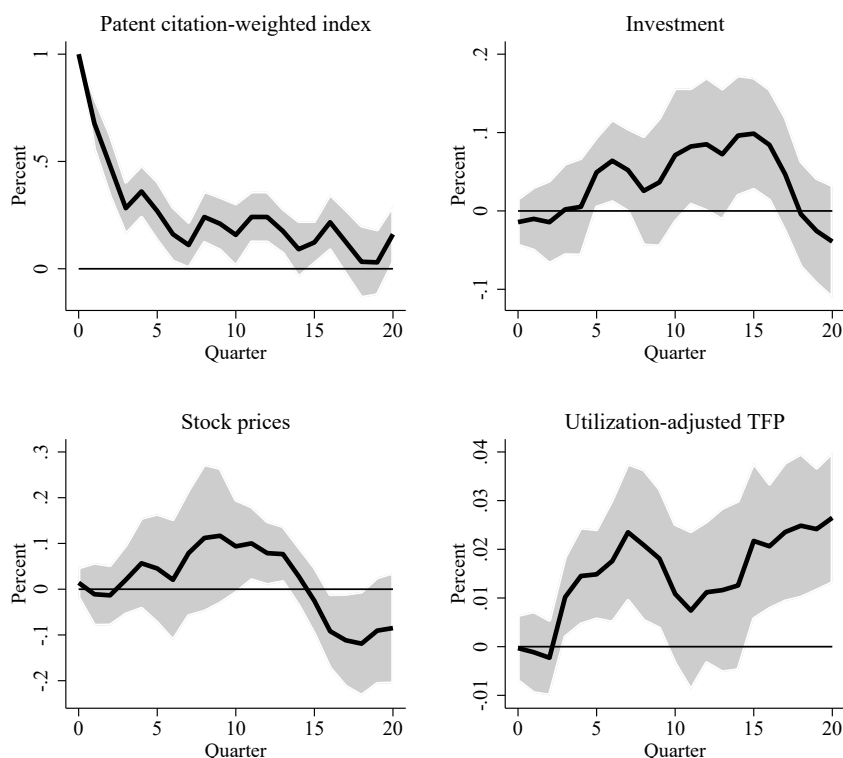 Patent citation-weighted index
Percent
1
.5
0
0 5 10 15 20
Quarter
Investment
Percent
.2
.1
0
-.1
0 5 10 15 20
Quarter
Stock prices
Percent
.3
.2
.1
0
-.1
-.2
0 5 10 15 20
Quarter
Utilization-adjusted TFP
Percent
.04
.03
.02
.01
0
-.01
0 5 10 15 20
Quarter